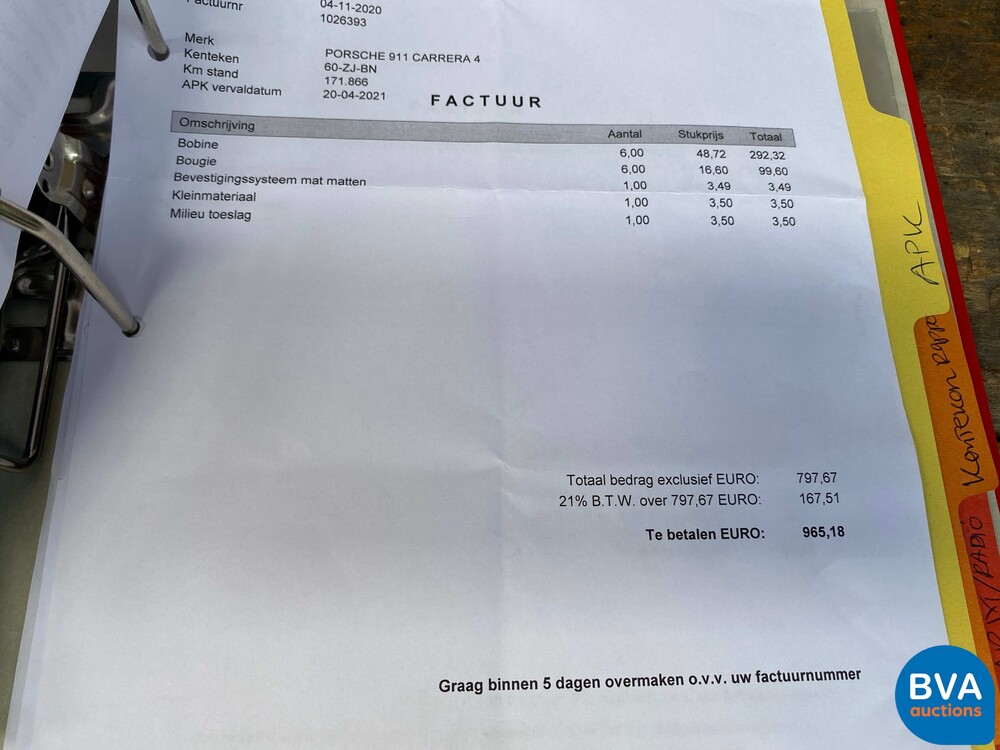 Factuurnr
04-11-2020
1026393
Merk
Kenteken PORSCHE 911 CARRERA 4
Km stand 60-ZJ-BN
APK vervaldatum 171.866
20-04-2021
FACTUUR
Omschrijving Aantal Stukprijs Totaal
Bobine 6,00 48,72 292,32
Bougie 6,00 16,60 99,60
Bevestigingssysteem mat matten 1,00 3,49 3,49
Kleinmateriaal 1,00 3,50 3,50
Milieu toeslag 1,00 3,50 3,50
Totaal bedrag exclusief EURO: 797,67
21% B.T.W. over 797,67 EURO: 167,51
Te betalen EURO: 965,18
Graag binnen 5 dagen overmaken o.v.v. uw factuurnummer
APK
/RADIO
BVA
auctions